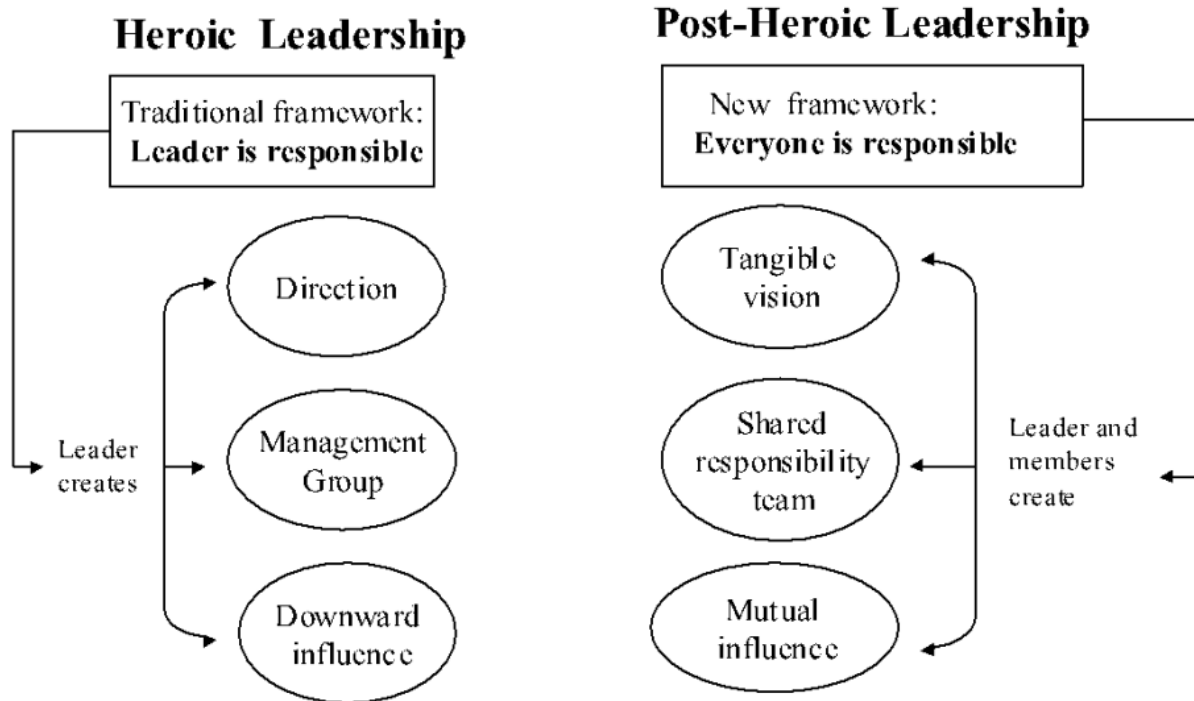 Heroic Leadership
Traditional framework:
Leader is responsible
Direction
Leader
creates
Management
Group
Downward
influence
Post-Heroic Leadership
New framework:
Everyone is responsible
Tangible
vision
Shared
responsibility
team
Leader and
members
create
Mutual
influence